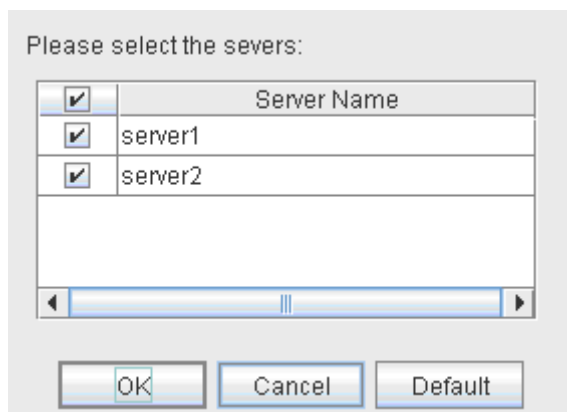 Please select the severs:
Server Name
server1
server2
OK Cancel Default